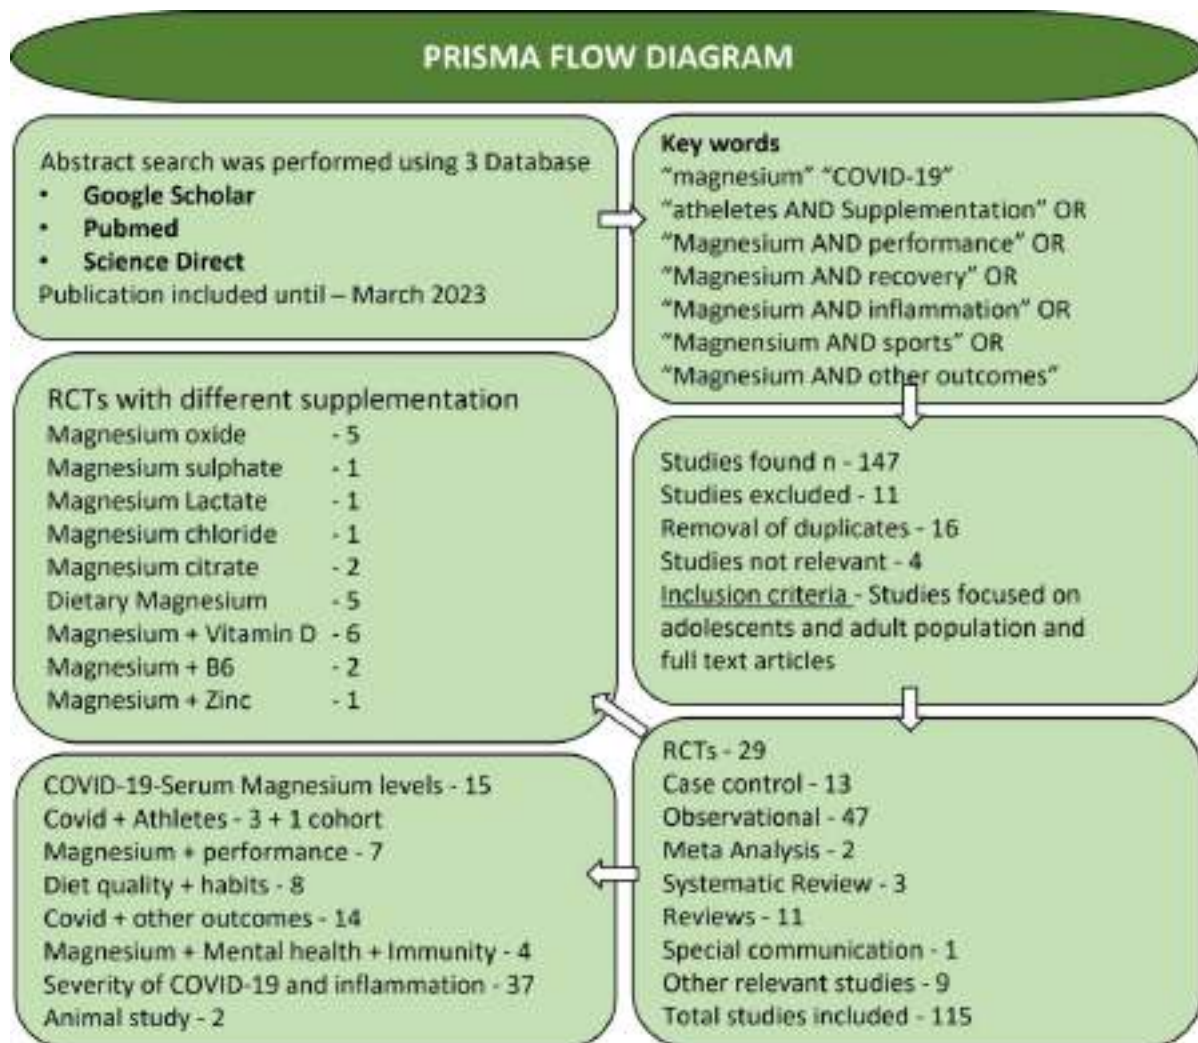 PRISMA FLOW DIAGRAM
Abstract search was performed using 3 Database
• Google Scholar
• Pubmed
• Science Direct
Publication included until – March 2023
Key words
“magnesium” “COVID-19”
“atheletes AND Supplementation” OR
“Magnesium AND performance” OR
“Magnesium AND recovery” OR
“Magnesium AND inflammation” OR
“Magnensium AND sports” OR
“Magnesium AND other outcomes”
Studies found n - 147
Studies excluded - 11
Removal of duplicates - 16
Studies not relevant - 4
Inclusion criteria - Studies focused on
adolescents and adult population and
full text articles
RCTs - 29
Case control - 13
Observational - 47
Meta Analysis - 2
Systematic Review - 3
Reviews - 11
Special communication - 1
Other relevant studies - 9
Total studies included - 115
RCTs with different supplementation
Magnesium oxide - 5
Magnesium sulphate - 1
Magnesium Lactate - 1
Magnesium chloride - 1
Magnesium citrate - 2
Dietary Magnesium - 5
Magnesium + Vitamin D - 6
Magnesium + B6 - 2
Magnesium + Zinc - 1
COVID-19-Serum Magnesium levels - 15
Covid + Athletes - 3 + 1 cohort
Magnesium + performance - 7
Diet quality + habits - 8
Covid + other outcomes - 14
Magnesium + Mental health + Immunity - 4
Severity of COVID-19 and inflammation - 37
Animal study - 2